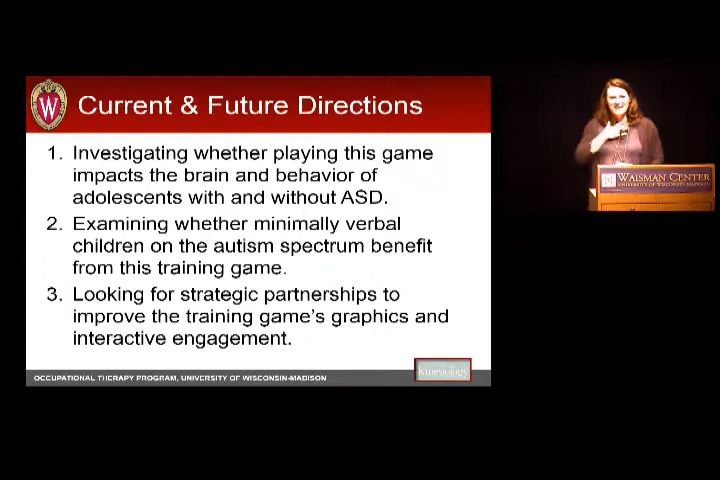 W
Current & Future Directions
1. Investigating whether playing this game
impacts the brain and behavior of
adolescents with and without ASD.
2. Examining whether minimally verbal
children on the autism spectrum benefit
from this training game.
3. Looking for strategic partnerships to
improve the training game's graphics and
interactive engagement.
Kinesiology
OCCUPATIONAL THERAPY PROGRAM, UNIVERSITY OF WISCONSIN-MADISON
WAISMAN CENTER
UNIVERSITY OF WISCONSIN-MADISON